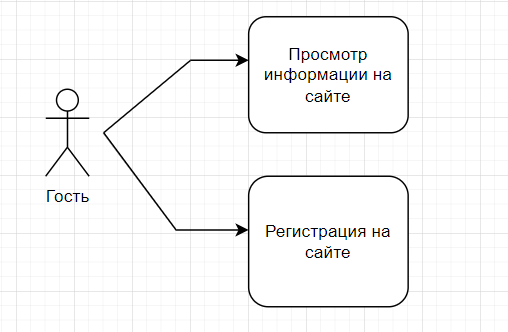 Просмотр
информации на
сайте
Гость
Регистрация на
сайте